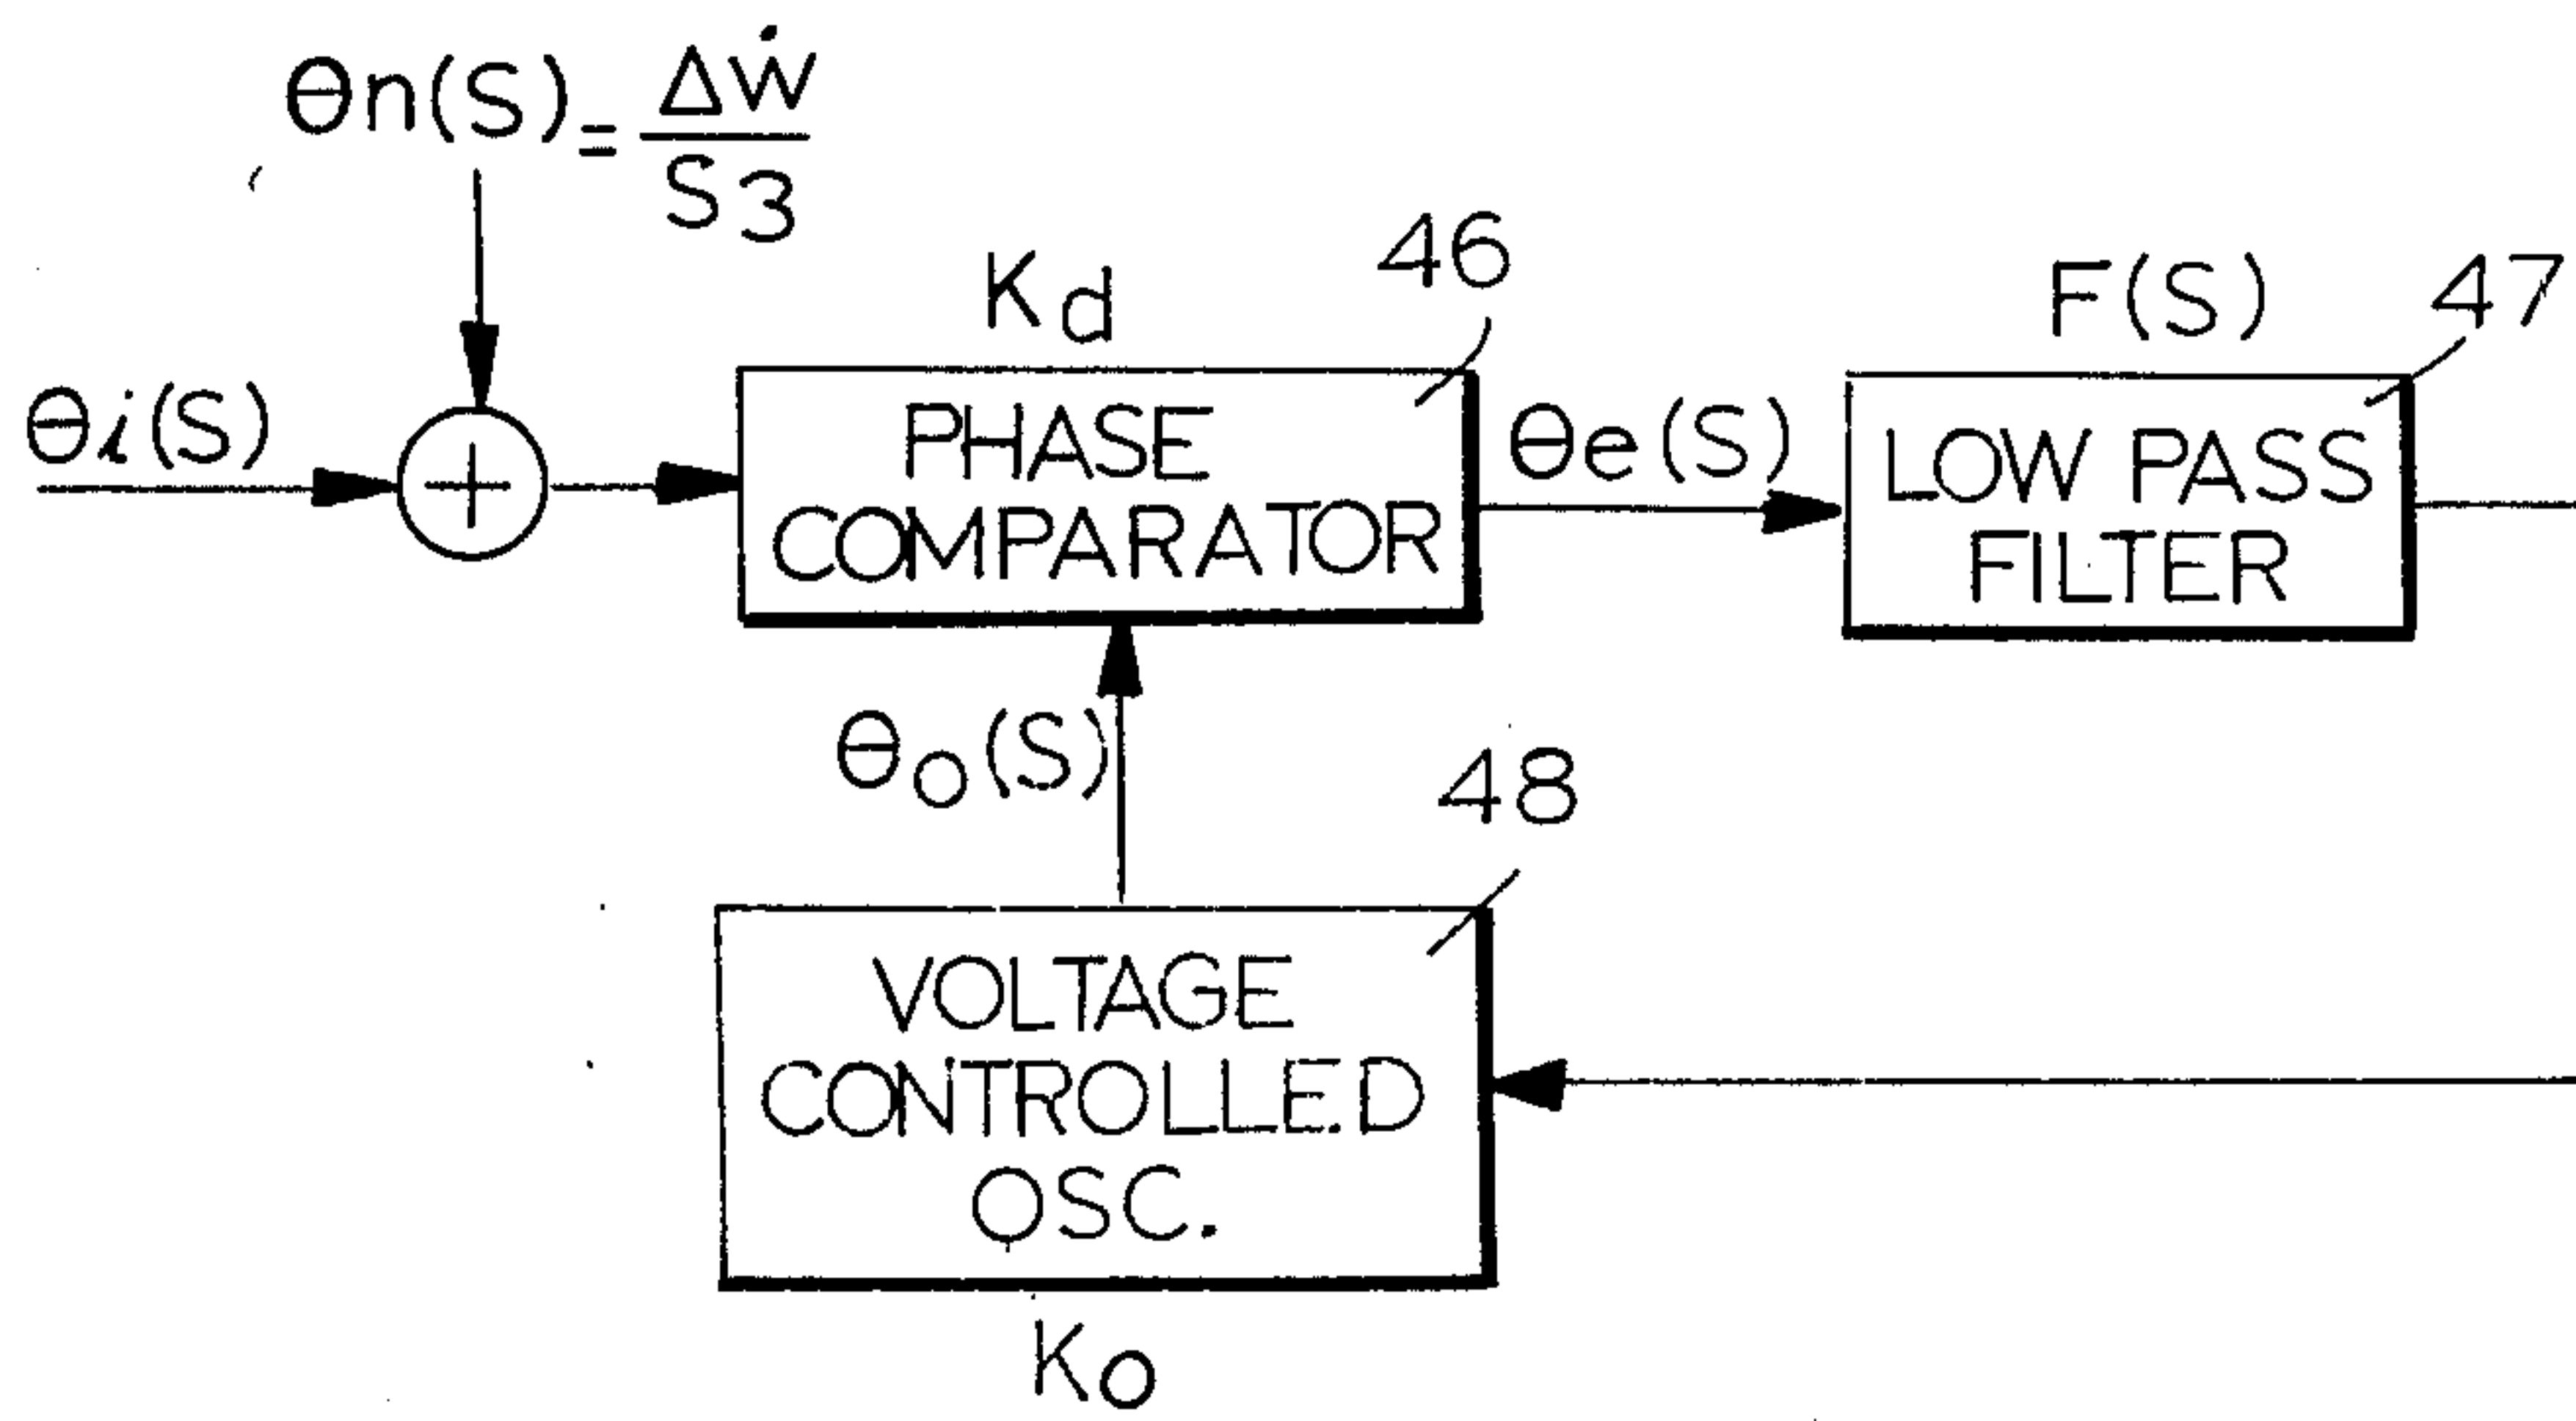 θn(S) = Δẇ
S3
Kd
46
F(S)
47
θi(S)
+
PHASE
COMPARATOR
θe(S)
LOW PASS
FILTER
θo(S)
48
VOLTAGE
CONTROLLED
OSC.
Ko